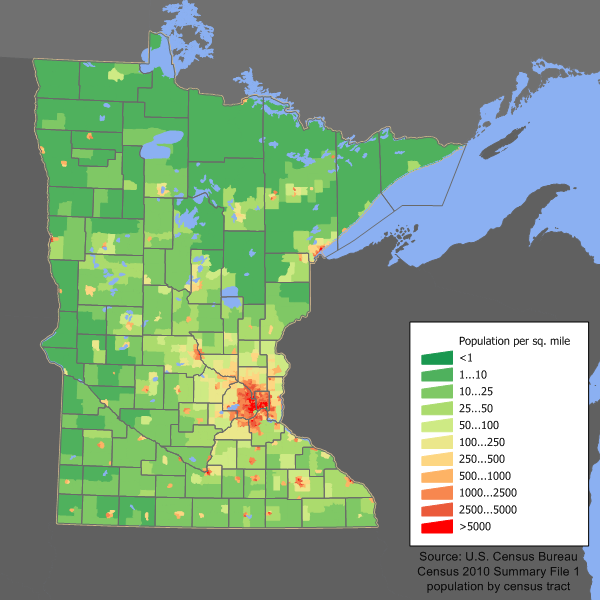 Population per sq. mile
<1
1...10
10...25
25...50
50...100
100...250
250...500
500...1000
1000...2500
2500...5000
>5000
Source: U.S. Census Bureau
Census 2010 Summary File 1
population by census tract